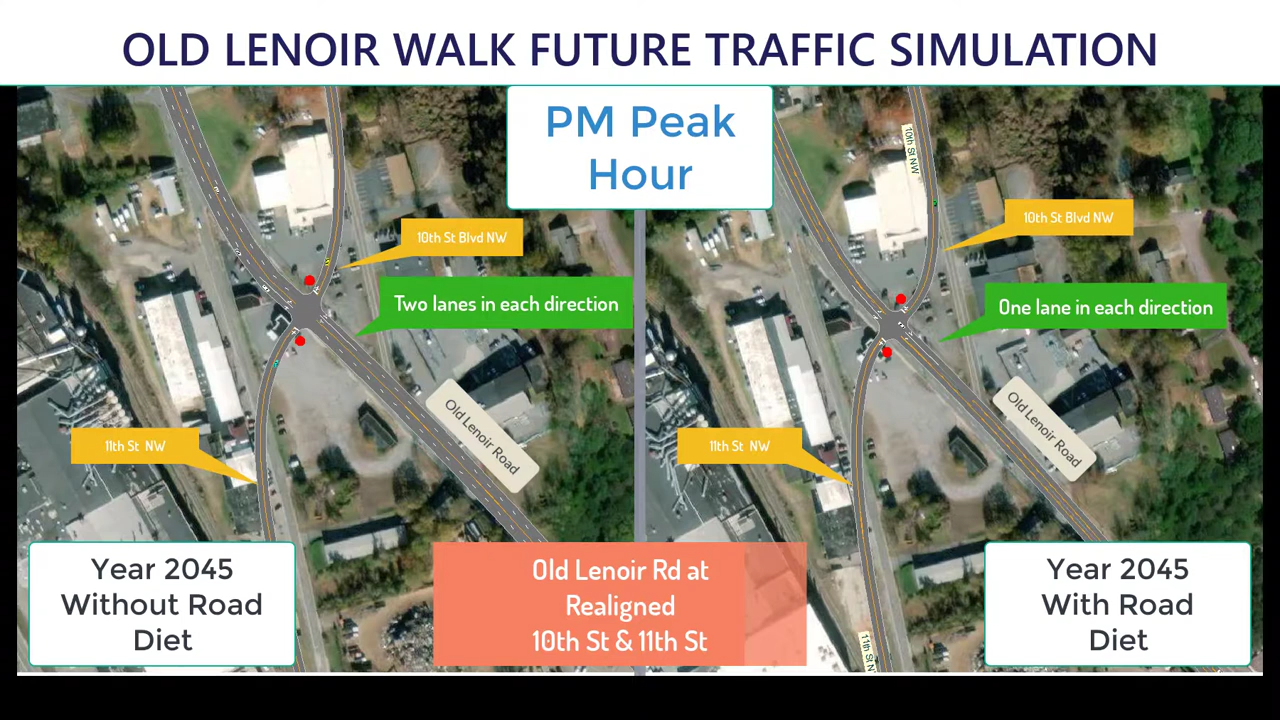 OLD LENOIR WALK FUTURE TRAFFIC SIMULATION
PM Peak
Hour
10th St NW
10th St Blvd NW
10th St Blvd NW
Two lanes in each direction
One lane in each direction
Old Lenoir Road
Old Lenoir Road
11th St  NW
11th St  NW
Year 2045
Without Road
Diet
Old Lenoir Rd at
Realigned
10th St & 11th St
Year 2045
With Road
Diet